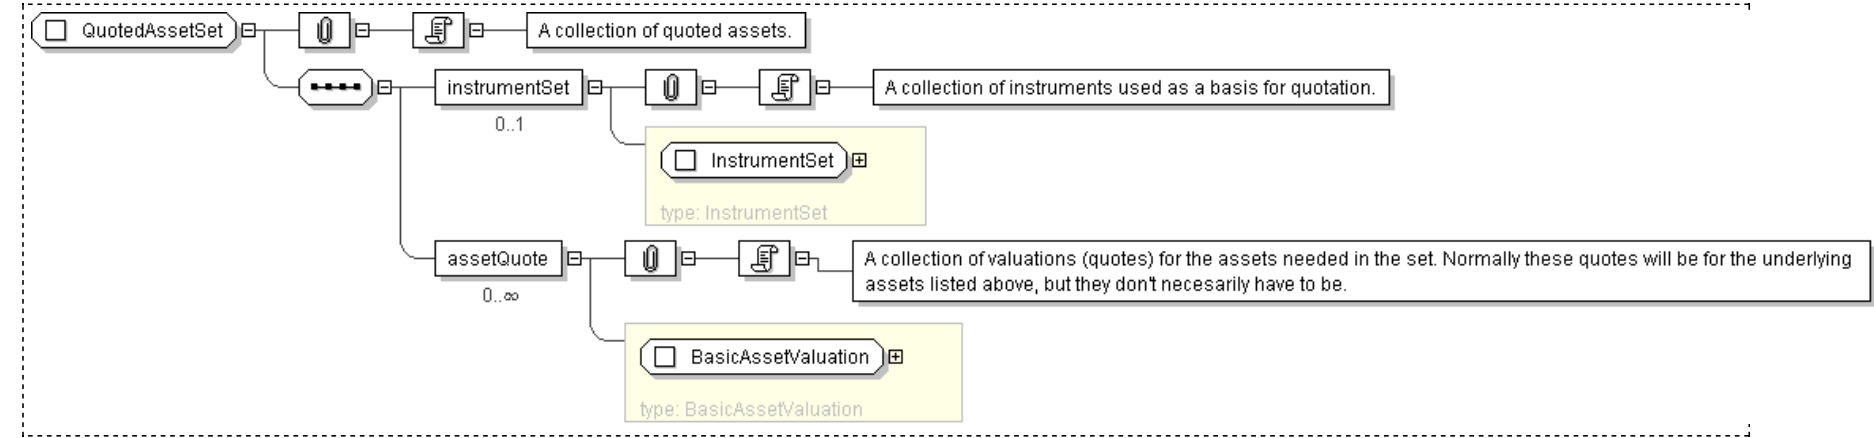 QuotedAssetSet
A collection of quoted assets.
instrumentSet
A collection of instruments used as a basis for quotation.
0..1
InstrumentSet
type: InstrumentSet
assetQuote
A collection of valuations (quotes) for the assets needed in the set. Normally these quotes will be for the underlying
assets listed above, but they don't necesarily have to be.
0..∞
BasicAssetValuation
type: BasicAssetValuation